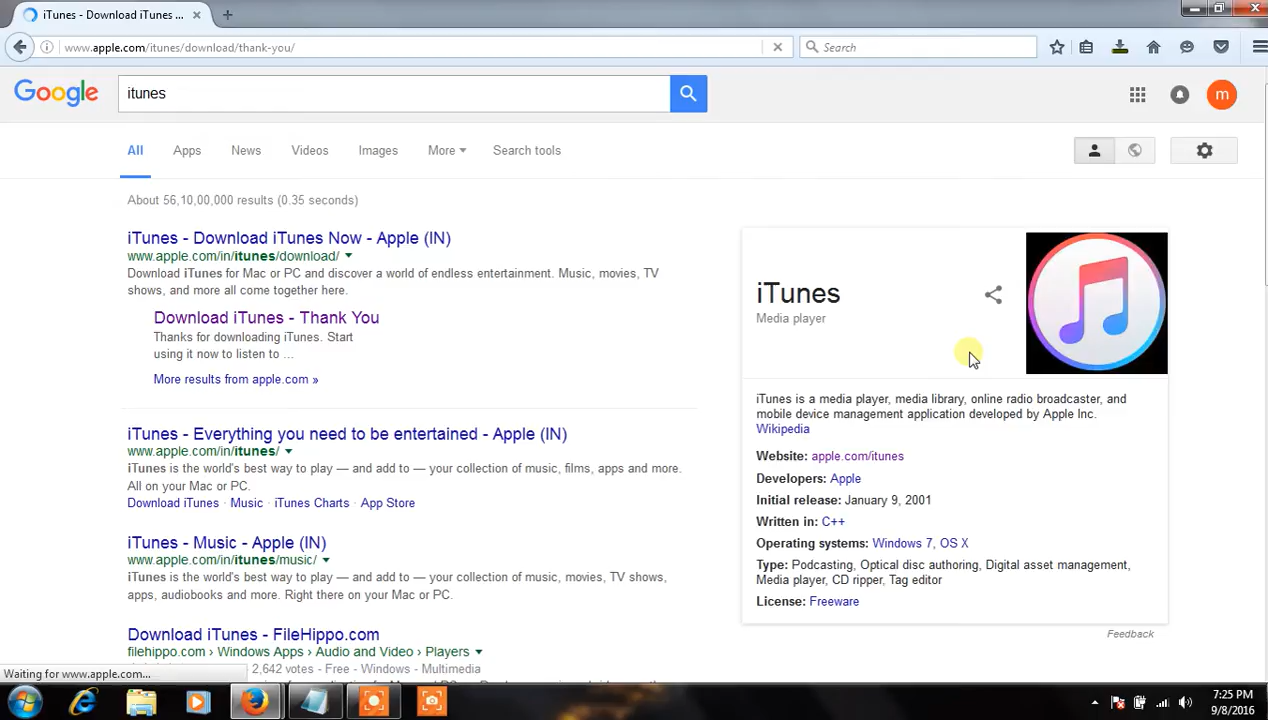 iTunes - Download iTunes ...
www.apple.com/itunes/download/thank-you/
Search
Google
itunes
m
All
Apps
News
Videos
Images
More
Search tools
About 56,10,00,000 results (0.35 seconds)
iTunes - Download iTunes Now - Apple (IN)
www.apple.com/in/itunes/download/
Download iTunes for Mac or PC and discover a world of endless entertainment. Music, movies, TV
shows, and more all come together here.
Download iTunes - Thank You
Thanks for downloading iTunes. Start
using it now to listen to ...
More results from apple.com »
iTunes - Everything you need to be entertained - Apple (IN)
www.apple.com/in/itunes/
iTunes is the world's best way to play — and add to — your collection of music, films, apps and more.
All on your Mac or PC.
Download iTunes · Music · iTunes Charts · App Store
iTunes - Music - Apple (IN)
www.apple.com/in/itunes/music/
iTunes is the world's best way to play — and add to — your collection of music, movies, TV shows,
apps, audiobooks and more. Right there on your Mac or PC.
Download iTunes - FileHippo.com
filehippo.com › Windows Apps › Audio and Video › Players
2,642 votes - Free - Windows - Multimedia
iTunes
Media player
iTunes is a media player, media library, online radio broadcaster, and
mobile device management application developed by Apple Inc.
Wikipedia
Website: apple.com/itunes
Developers: Apple
Initial release: January 9, 2001
Written in: C++
Operating systems: Windows 7, OS X
Type: Podcasting, Optical disc authoring, Digital asset management,
Media player, CD ripper, Tag editor
License: Freeware
Feedback
Waiting for www.apple.com...
7:25 PM
9/8/2016